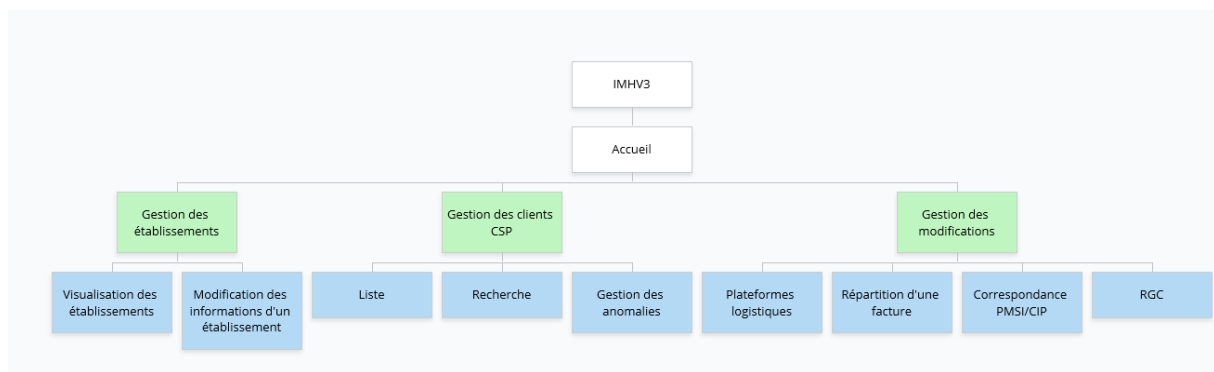 IMHV3
Accueil
Gestion des
établissements
Gestion des clients
CSP
Gestion des
modifications
Visualisation des
établissements
Modification des
informations d'un
établissement
Liste
Recherche
Gestion des
anomalies
Plateformes
logistiques
Répartition d'une
facture
Correspondance
PMSI/CIP
RGC